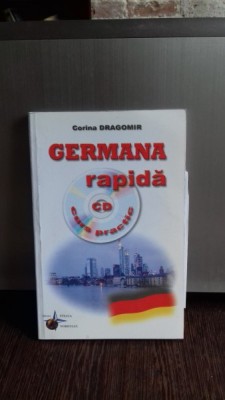 Corina DRAGOMIR
GERMANA
rapidă
CD
curs practic